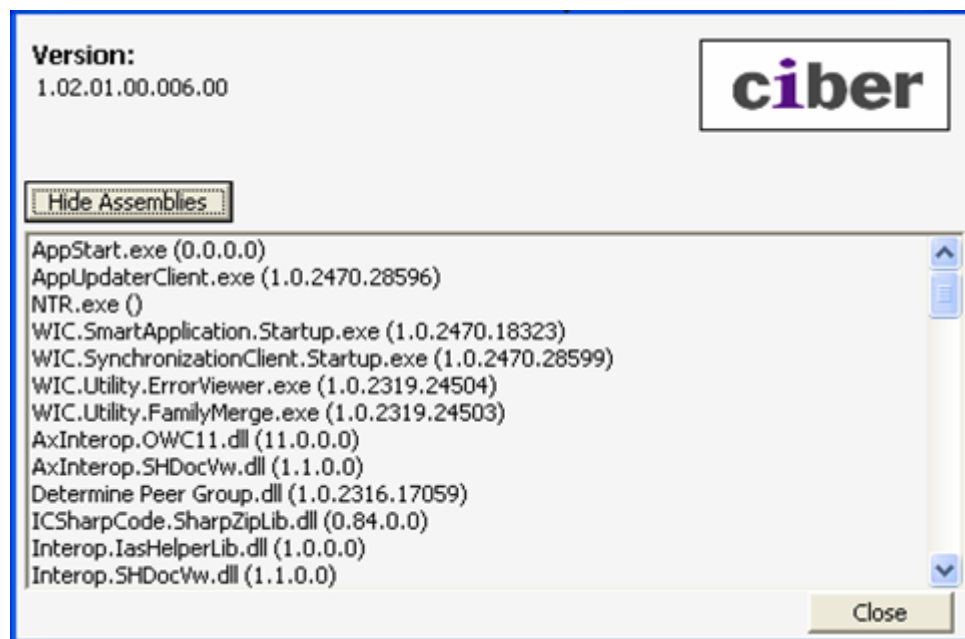 Version:
1.02.01.00.006.00
ciber
Hide Assemblies
AppStart.exe (0.0.0.0)
AppUpdaterClient.exe (1.0.2470.28596)
NTR.exe ()
WIC.SmartApplication.Startup.exe (1.0.2470.18323)
WIC.SynchronizationClient.Startup.exe (1.0.2470.28599)
WIC.Utility.ErrorViewer.exe (1.0.2319.24504)
WIC.Utility.FamilyMerge.exe (1.0.2319.24503)
AxInterop.OWC11.dll (11.0.0.0)
AxInterop.SHDocVw.dll (1.1.0.0)
Determine Peer Group.dll (1.0.2316.17059)
ICSharpCode.SharpZipLib.dll (0.84.0.0)
Interop.IasHelperLib.dll (1.0.0.0)
Interop.SHDocVw.dll (1.1.0.0)
Close